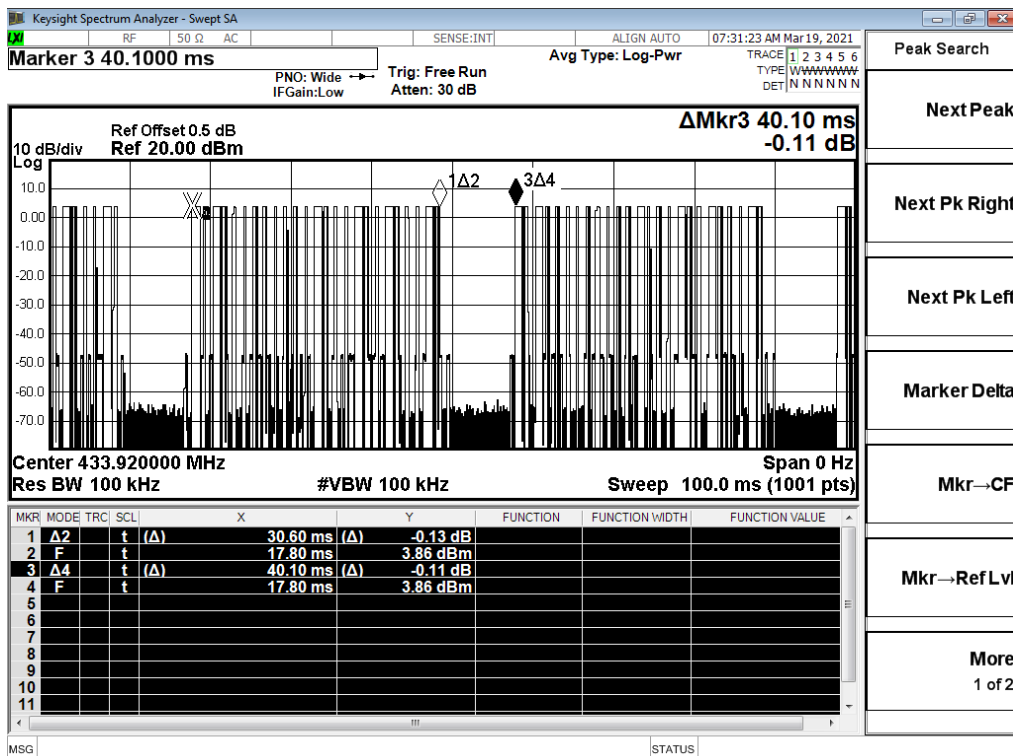 Keysight Spectrum Analyzer - Swept SA
LXI RF 50 Ω AC SENSE:INT ALIGN AUTO 07:31:23 AM Mar 19, 2021
Marker 3 40.1000 ms
PNO: Wide
IFGain:Low
Trig: Free Run
Atten: 30 dB
Avg Type: Log-Pwr
TRACE 1 2 3 4 5 6
TYPE WWWWWW
DET N N N N N N
Ref Offset 0.5 dB
10 dB/div Ref 20.00 dBm
Log
ΔMkr3 40.10 ms
-0.11 dB
1Δ2
3Δ4
10.0
0.00
-10.0
-20.0
-30.0
-40.0
-50.0
-60.0
-70.0
Center 433.920000 MHz Span 0 Hz
Res BW 100 kHz #VBW 100 kHz Sweep 100.0 ms (1001 pts)
MKR MODE TRC SCL X Y FUNCTION FUNCTION WIDTH FUNCTION VALUE
1 Δ2 t (Δ) 30.60 ms (Δ) -0.13 dB
2 F t 17.80 ms 3.86 dBm
3 Δ4 t (Δ) 40.10 ms (Δ) -0.11 dB
4 F t 17.80 ms 3.86 dBm
5
6
7
8
9
10
11
MSG STATUS
Peak Search
Next Peak
Next Pk Right
Next Pk Left
Marker Delta
Mkr→CF
Mkr→Ref Lvl
More
1 of 2